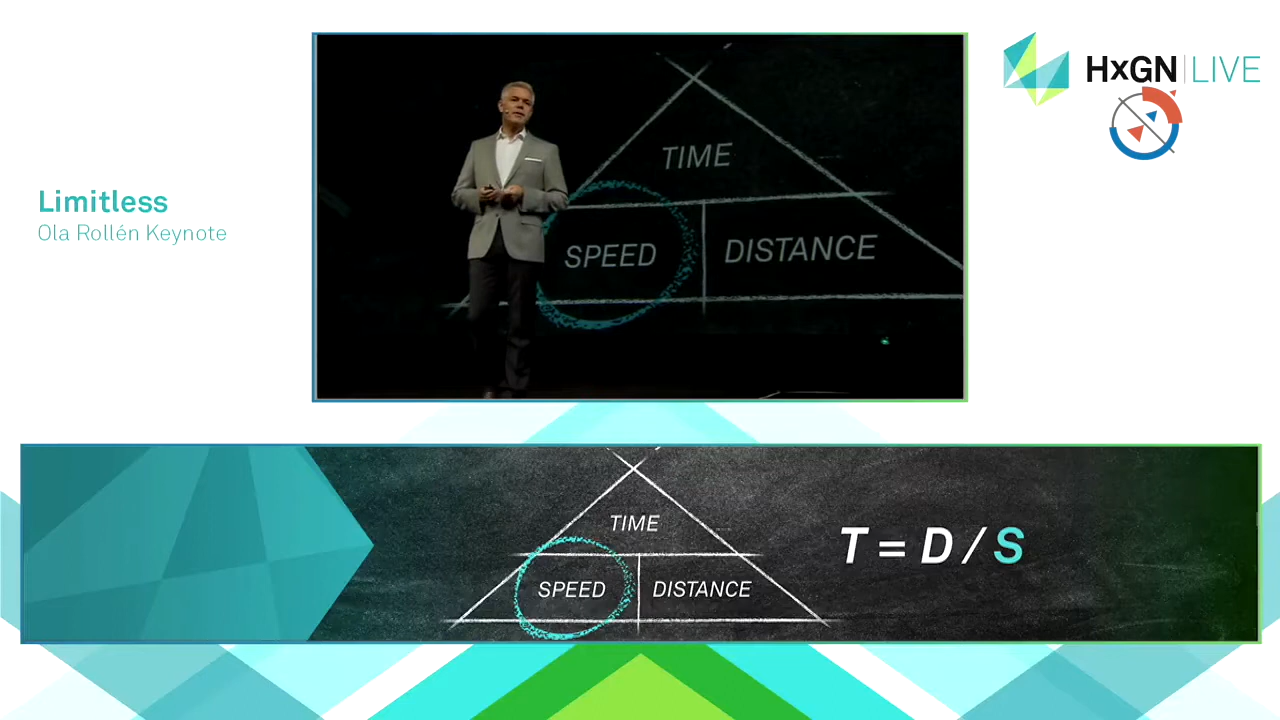 HxGN LIVE
Limitless
Ola Rollén Keynote
TIME
SPEED DISTANCE
TIME
SPEED DISTANCE
T = D / S